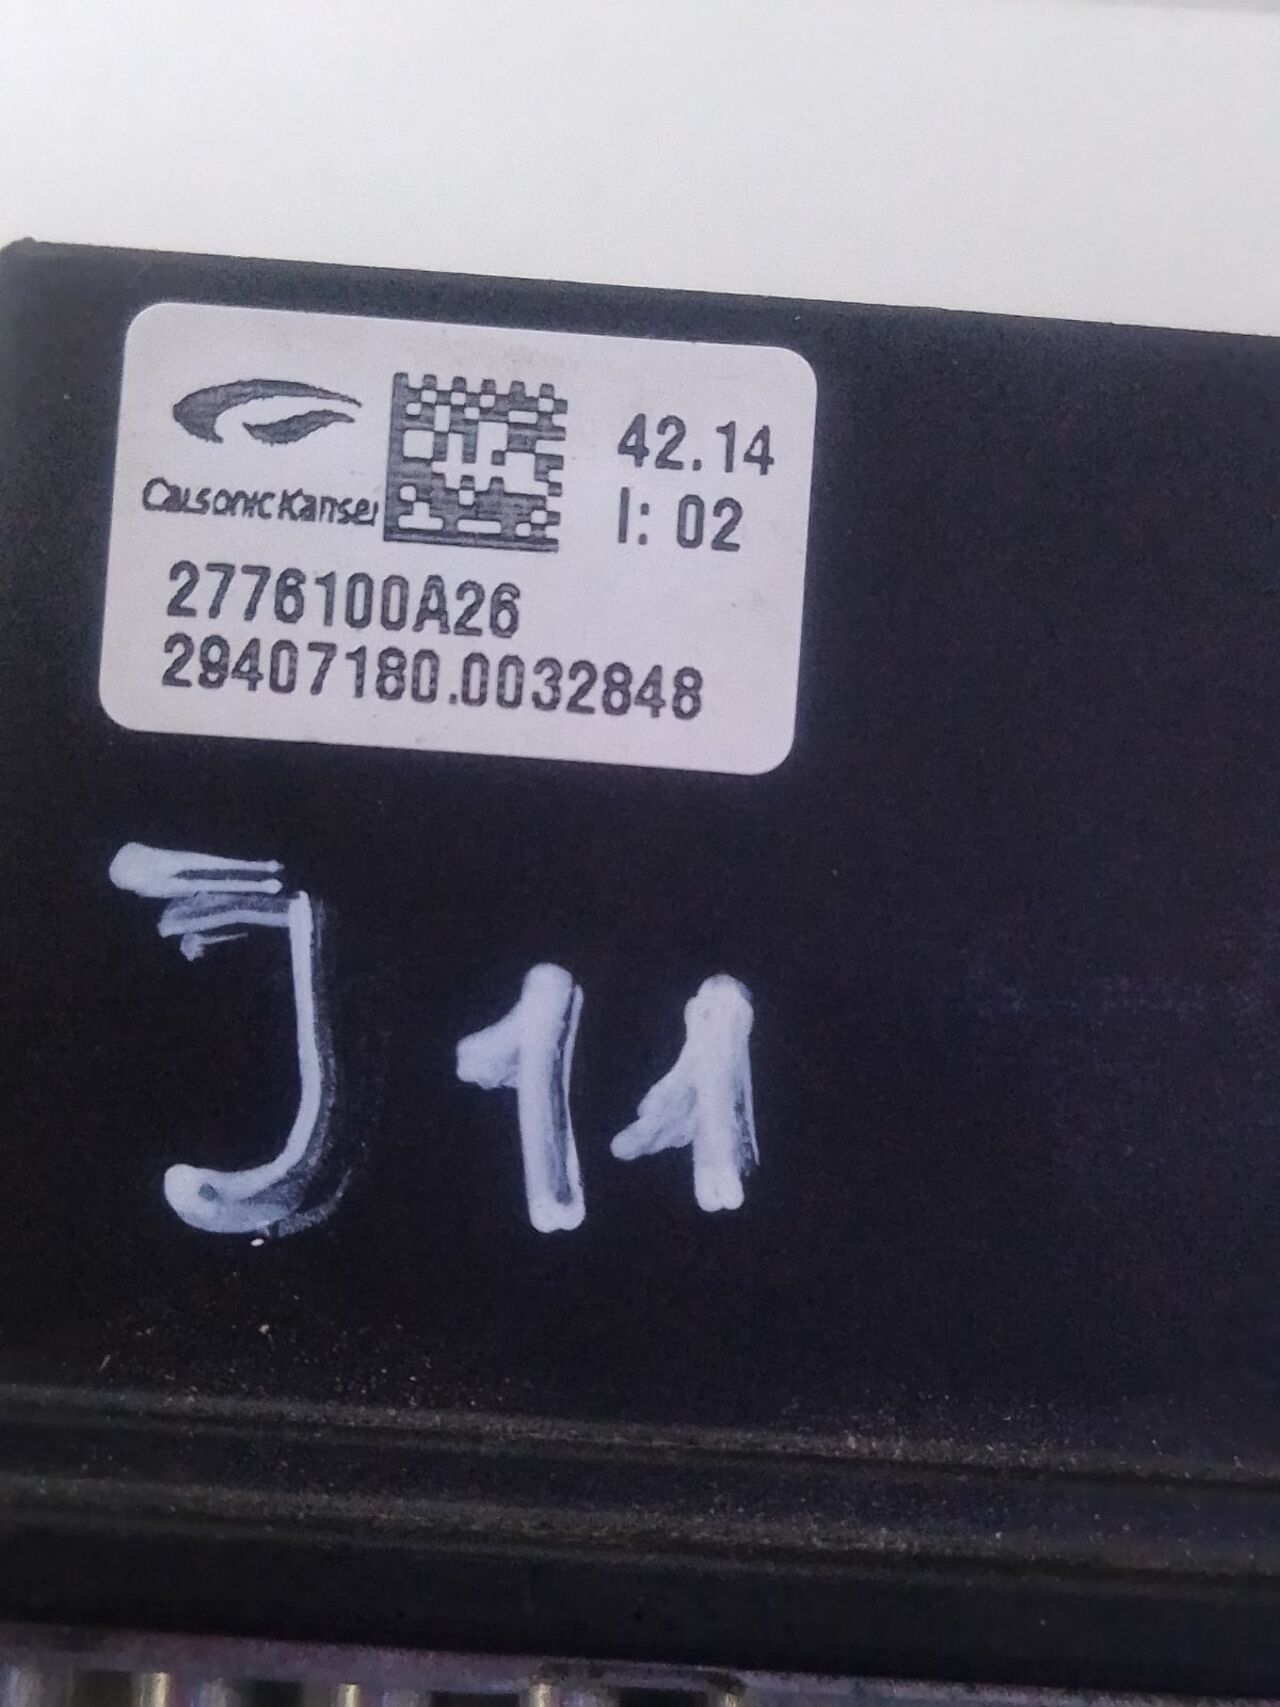 CalsonicKansei
42.14
I: 02
2776100A26
29407180.0032848
J 11